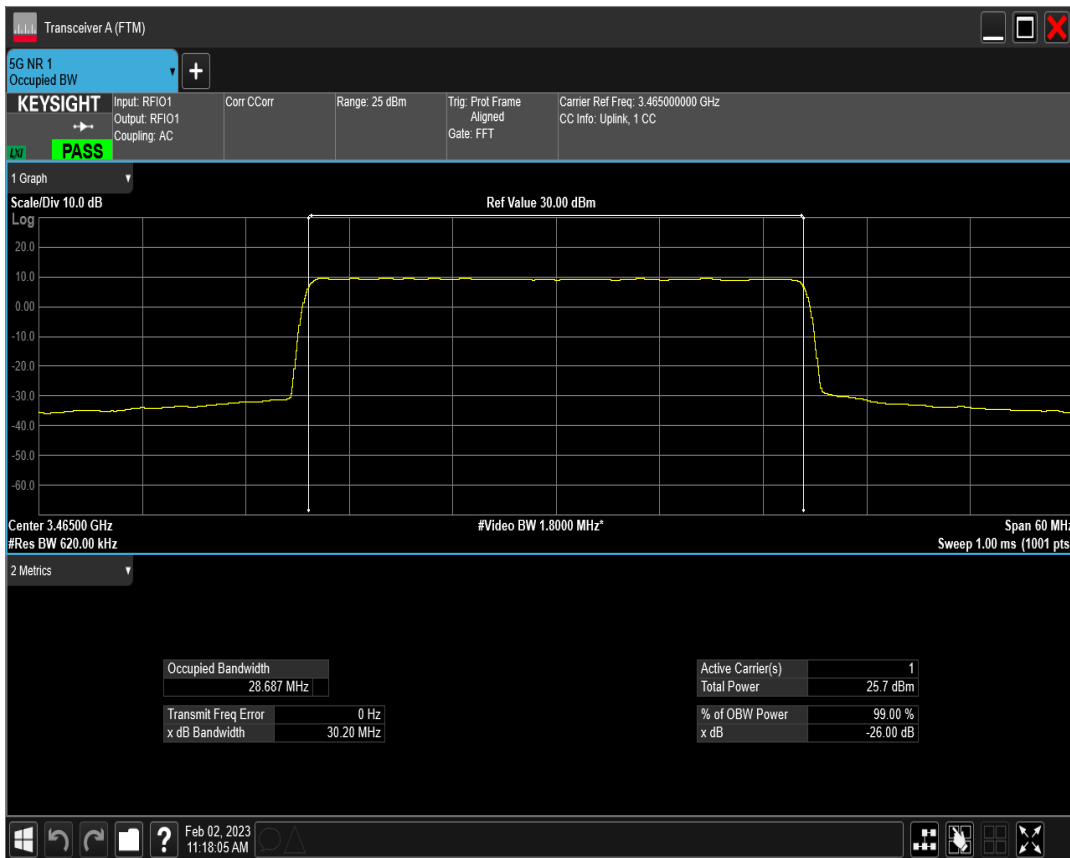 Transceiver A (FTM)
5G NR 1
Occupied BW
+
KEYSIGHT
LXI
PASS
Input: RFIO1
Output: RFIO1
Coupling: AC
Corr CCorr
Range: 25 dBm
Trig: Prot Frame
Aligned
Gate: FFT
Carrier Ref Freq: 3.465000000 GHz
CC Info: Uplink, 1 CC
1 Graph
Scale/Div 10.0 dB
Ref Value 30.00 dBm
Log
20.0
10.0
0.00
-10.0
-20.0
-30.0
-40.0
-50.0
-60.0
Center 3.46500 GHz
#Video BW 1.8000 MHz*
Span 60 MHz
#Res BW 620.00 kHz
Sweep 1.00 ms (1001 pts
2 Metrics
Occupied Bandwidth
28.687 MHz
Transmit Freq Error 0 Hz
x dB Bandwidth 30.20 MHz
Active Carrier(s) 1
Total Power 25.7 dBm
% of OBW Power 99.00 %
x dB -26.00 dB
?
Feb 02, 2023
11:18:05 AM